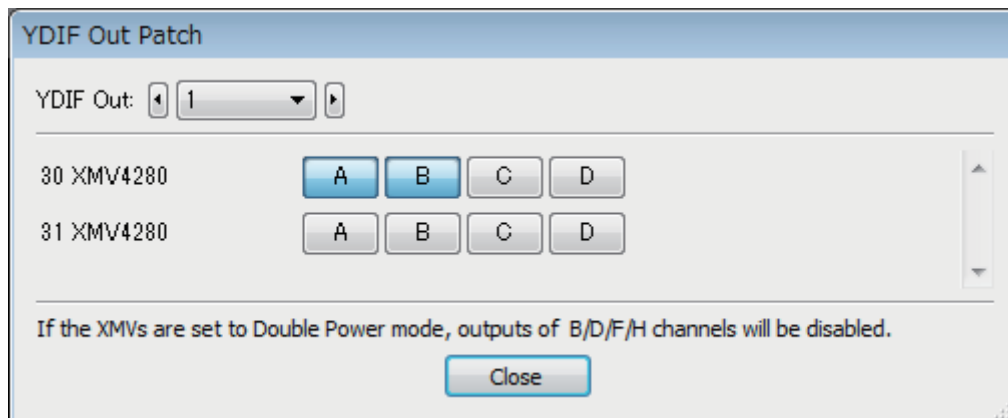 YDIF Out Patch
YDIF Out: 1
30 XMV4280 A B C D
31 XMV4280 A B C D
If the XMVs are set to Double Power mode, outputs of B/D/F/H channels will be disabled.
Close